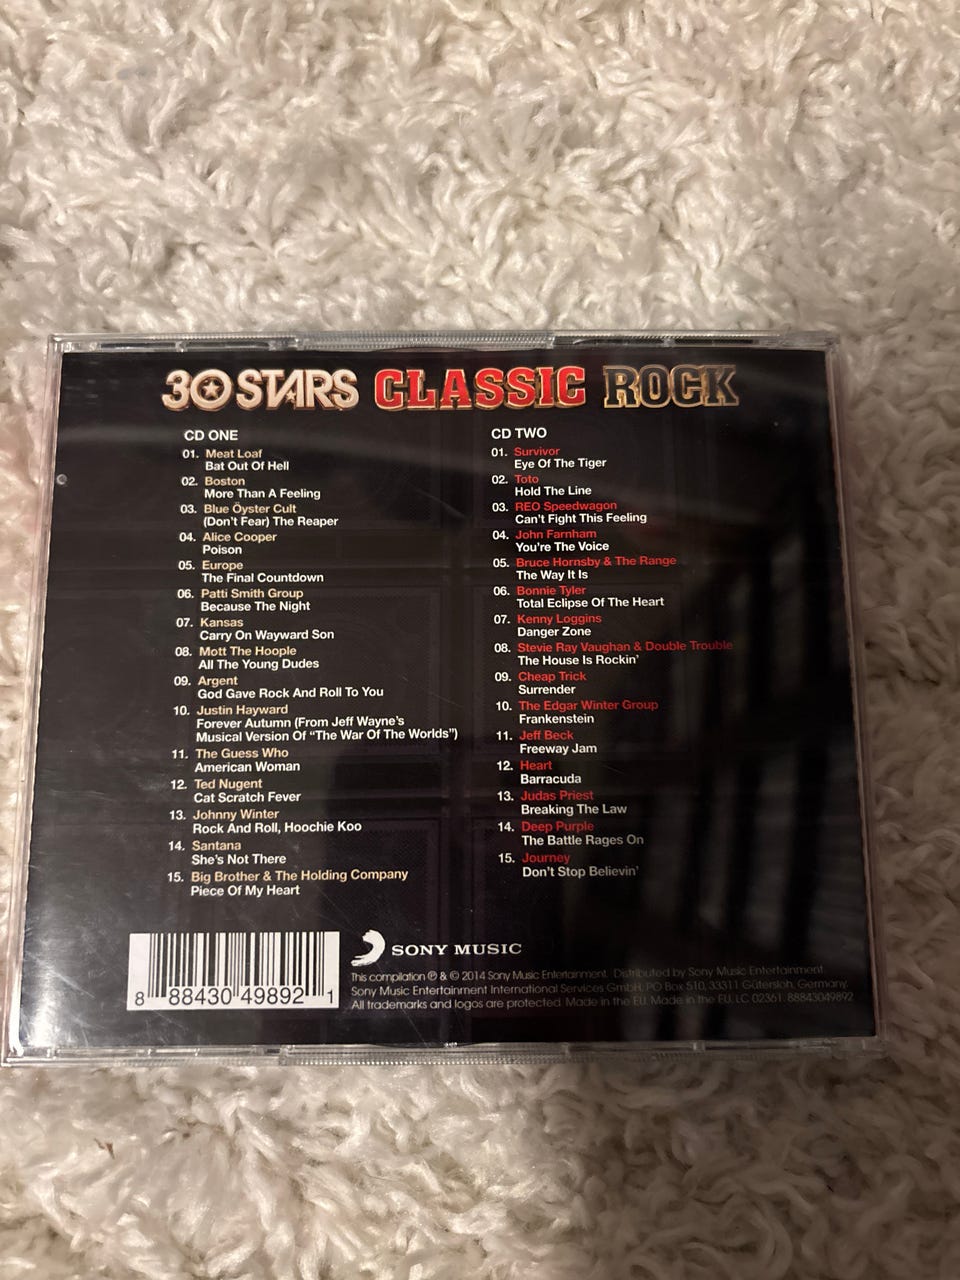 30 STARS CLASSIC ROCK
CD ONE
01. Meat Loaf
Bat Out Of Hell
02. Boston
More Than A Feeling
03. Blue Öyster Cult
(Don't Fear) The Reaper
04. Alice Cooper
Poison
05. Europe
The Final Countdown
06. Patti Smith Group
Because The Night
07. Kansas
Carry On Wayward Son
08. Mott The Hoople
All The Young Dudes
09. Argent
God Gave Rock And Roll To You
10. Justin Hayward
Forever Autumn (From Jeff Wayne's
Musical Version Of "The War Of The Worlds")
11. The Guess Who
American Woman
12. Ted Nugent
Cat Scratch Fever
13. Johnny Winter
Rock And Roll, Hoochie Koo
14. Santana
She's Not There
15. Big Brother & The Holding Company
Piece Of My Heart
CD TWO
01. Survivor
Eye Of The Tiger
02. Toto
Hold The Line
03. REO Speedwagon
Can't Fight This Feeling
04. John Farnham
You're The Voice
05. Bruce Hornsby & The Range
The Way It Is
06. Bonnie Tyler
Total Eclipse Of The Heart
07. Kenny Loggins
Danger Zone
08. Stevie Ray Vaughan & Double Trouble
The House Is Rockin'
09. Cheap Trick
Surrender
10. The Edgar Winter Group
Frankenstein
11. Jeff Beck
Freeway Jam
12. Heart
Barracuda
13. Judas Priest
Breaking The Law
14. Deep Purple
The Battle Rages On
15. Journey
Don't Stop Believin'
8 88430 49892 1
SONY MUSIC
This compilation ℗ & © 2014 Sony Music Entertainment. Distributed by Sony Music Entertainment.
Sony Music Entertainment International Services GmbH, PO Box 510, 33311 Gütersloh, Germany.
All trademarks and logos are protected. Made in the EU. Made in the EU. LC 02361. 88843049892